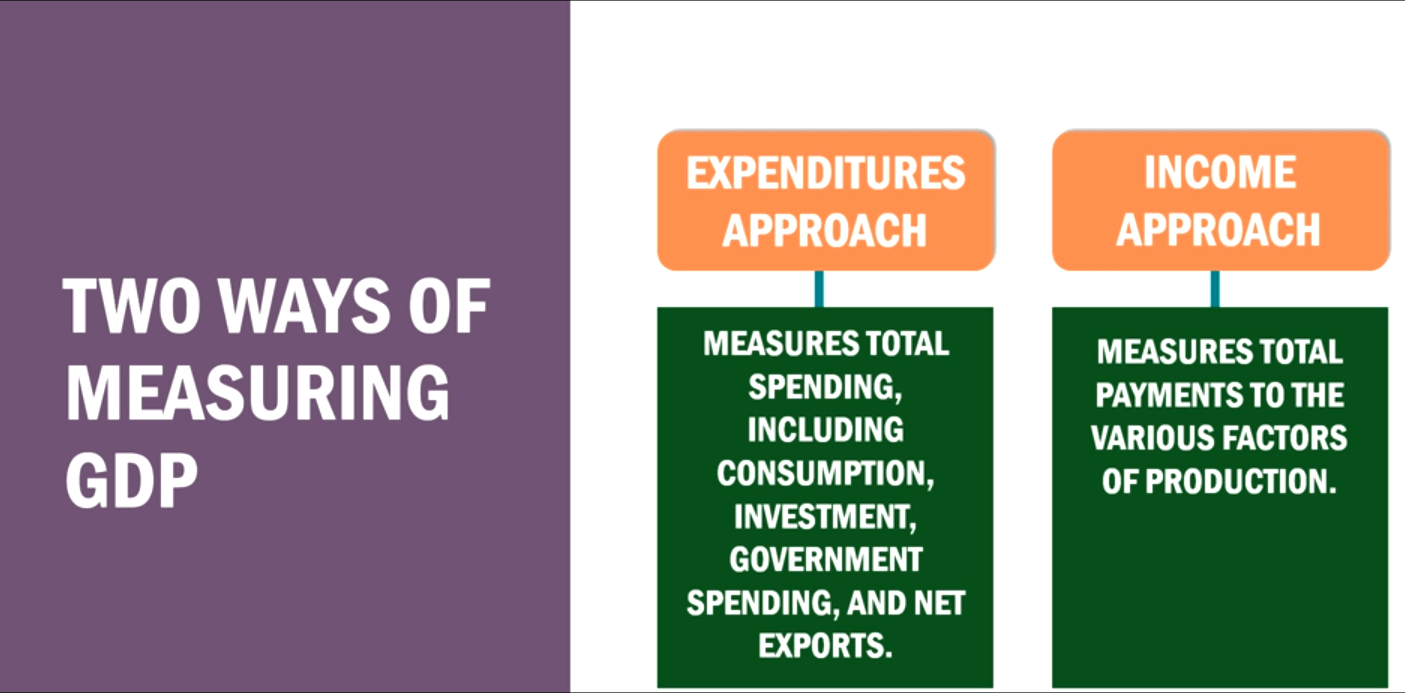 TWO WAYS OF
MEASURING
GDP
EXPENDITURES
APPROACH
MEASURES TOTAL
SPENDING,
INCLUDING
CONSUMPTION,
INVESTMENT,
GOVERNMENT
SPENDING, AND NET
EXPORTS.
INCOME
APPROACH
MEASURES TOTAL
PAYMENTS TO THE
VARIOUS FACTORS
OF PRODUCTION.